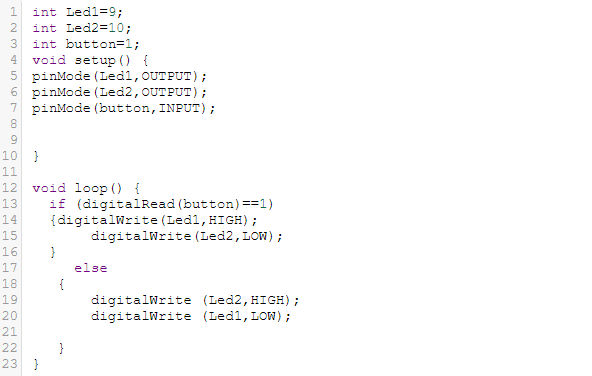 1 int Led1=9;
2 int Led2=10;
3 int button=1;
4 void setup() {
5 pinMode(Led1,OUTPUT);
6 pinMode(Led2,OUTPUT);
7 pinMode(button,INPUT);
8
9
10 }
11
12 void loop() {
13   if (digitalRead(button)==1)
14   {digitalWrite(Led1,HIGH);
15        digitalWrite(Led2,LOW);
16   }
17      else
18    {
19        digitalWrite (Led2,HIGH);
20        digitalWrite (Led1,LOW);
21
22    }
23 }